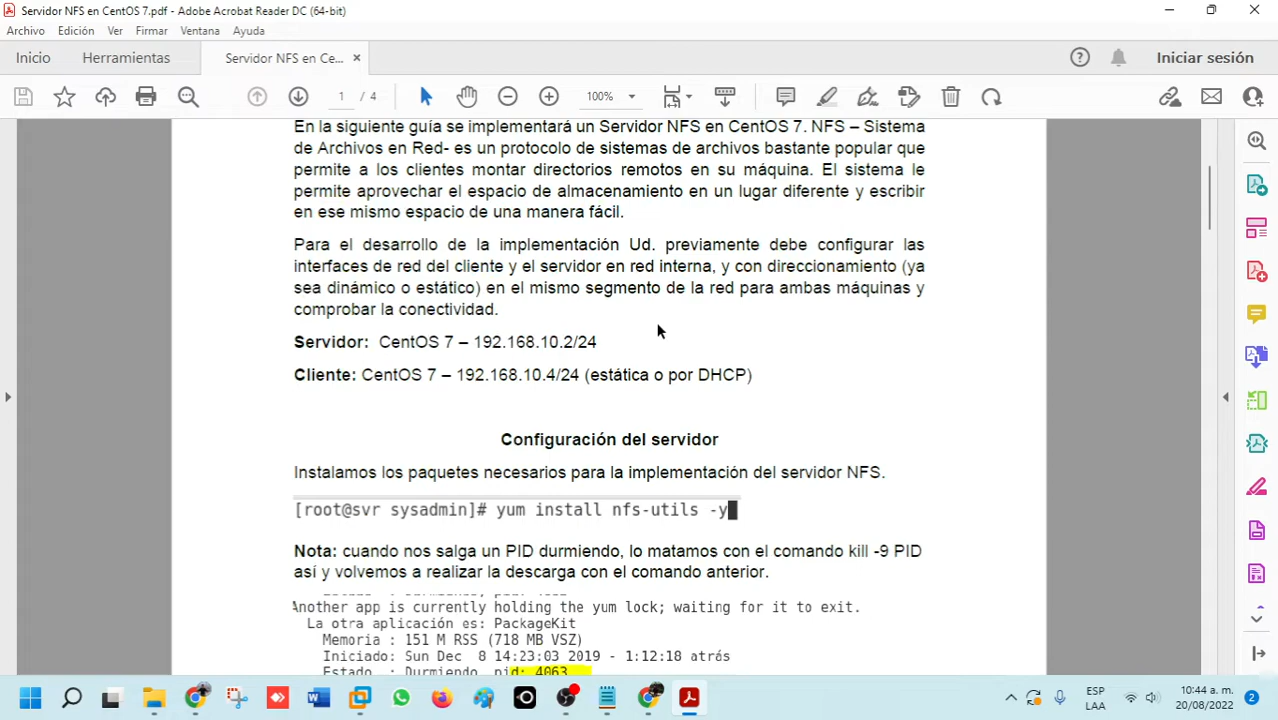 Servidor NFS en CentOS 7.pdf - Adobe Acrobat Reader DC (64-bit)
Archivo Edición Ver Firmar Ventana Ayuda
Inicio Herramientas Servidor NFS en Ce... × Iniciar sesión
1 / 4 100%
En la siguiente guía se implementará un Servidor NFS en CentOS 7. NFS – Sistema
de Archivos en Red- es un protocolo de sistemas de archivos bastante popular que
permite a los clientes montar directorios remotos en su máquina. El sistema le
permite aprovechar el espacio de almacenamiento en un lugar diferente y escribir
en ese mismo espacio de una manera fácil.
Para el desarrollo de la implementación Ud. previamente debe configurar las
interfaces de red del cliente y el servidor en red interna, y con direccionamiento (ya
sea dinámico o estático) en el mismo segmento de la red para ambas máquinas y
comprobar la conectividad.
Servidor: CentOS 7 – 192.168.10.2/24
Cliente: CentOS 7 – 192.168.10.4/24 (estática o por DHCP)
Configuración del servidor
Instalamos los paquetes necesarios para la implementación del servidor NFS.
[root@svr sysadmin]# yum install nfs-utils -y
Nota: cuando nos salga un PID durmiendo, lo matamos con el comando kill -9 PID
así y volvemos a realizar la descarga con el comando anterior.
Another app is currently holding the yum lock; waiting for it to exit.
La otra aplicación es: PackageKit
Memoria : 151 M RSS (718 MB VSZ)
Iniciado: Sun Dec 8 14:23:03 2019 - 1:12:18 atrás
Estado : Durmiendo, pid: 4063
ESP
LAA
10:44 a. m.
20/08/2022
2